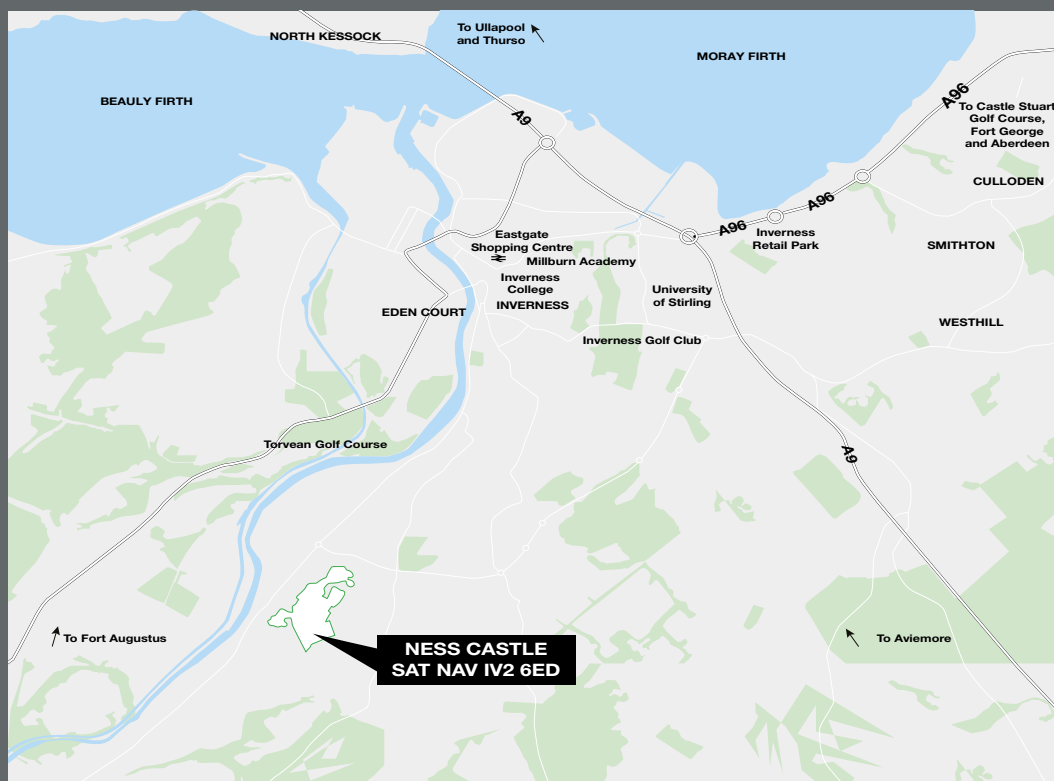 To Ullapool
and Thurso
NORTH KESSOCK
MORAY FIRTH
BEAULY FIRTH
A9
A96
To Castle Stuart
Golf Course,
Fort George
and Aberdeen
CULLODEN
A96
A96
Inverness
Retail Park
SMITHTON
Eastgate
Shopping Centre
Millburn Academy
Inverness
College
INVERNESS
University
of Stirling
EDEN COURT
WESTHILL
Inverness Golf Club
Torvean Golf Course
A9
To Fort Augustus
To Aviemore
NESS CASTLE
SAT NAV IV2 6ED